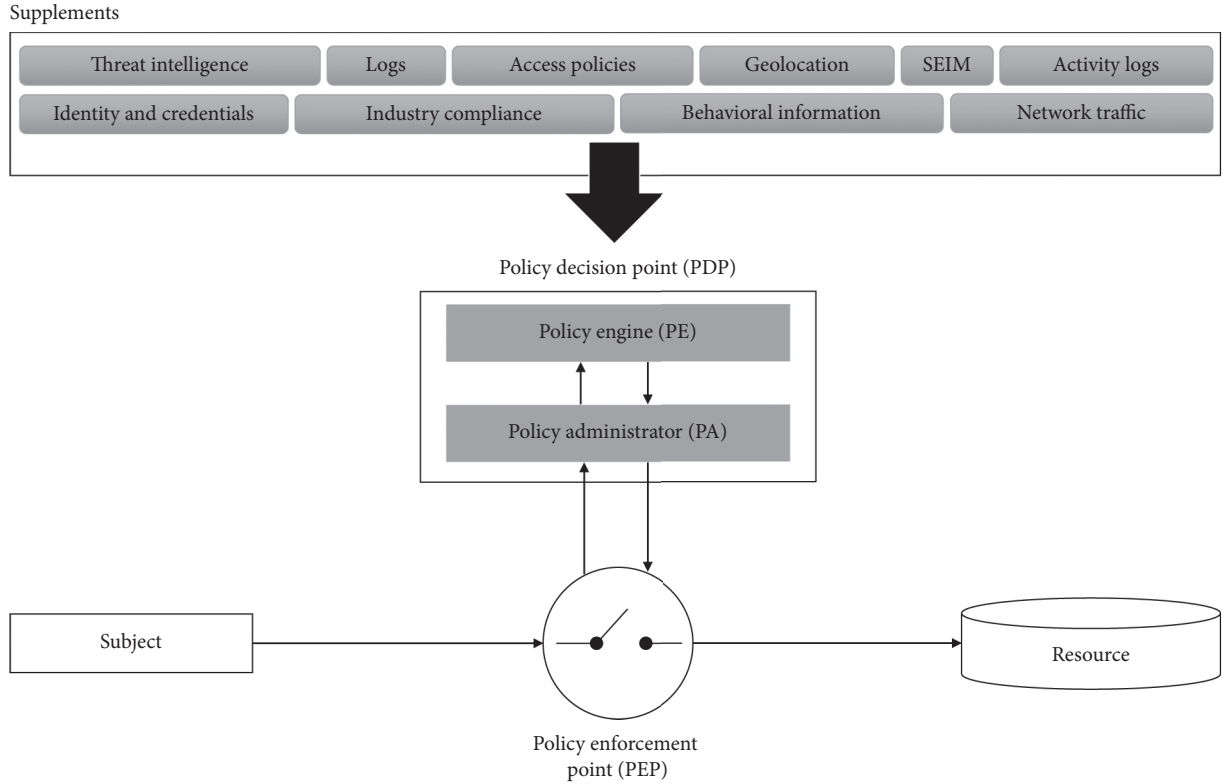 Supplements
Threat intelligence
Logs
Access policies
Geolocation
SEIM
Activity logs
Identity and credentials
Industry compliance
Behavioral information
Network traffic
Policy decision point (PDP)
Policy engine (PE)
Policy administrator (PA)
Subject
Resource
Policy enforcement
point (PEP)